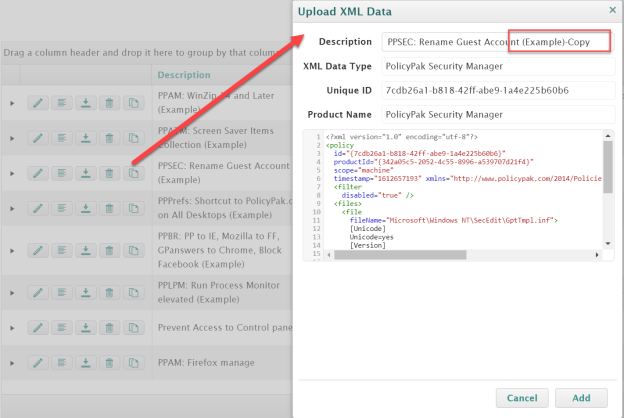 Upload XML Data
Description PPSEC: Rename Guest Account (Example)-Copy
XML Data Type PolicyPak Security Manager
Unique ID 7cdb26a1-b818-42ff-abe9-1a4e225b60b6
Product Name PolicyPak Security Manager
1 <?xml version="1.0" encoding="utf-8"?>
2 <policy
3 id="{7cdb26a1-b818-42ff-abe9-1a4e225b60b6}"
4 productId="{342a05c5-2052-4c55-8996-a539707d21f4}"
5 scope="machine"
6 timestamp="1612657193" xmlns="http://www.policypak.com/2014/Policie
7 <filter
8 disabled="true" />
9 <files>
10 <file
11 fileName="Microsoft\Windows NT\SecEdit\GptTmpl.inf">
12 [Unicode]
13 Unicode=yes
14 [Version]
15
Cancel Add
Drag a column header and drop it here to group by that colum
Description
PPAM: WinZip 14 and Later
(Example)
Screen Saver Items
Collection (Example)
PPSEC: Rename Guest Account
(Example)
PPPrefs: Shortcut to PolicyPak.c
on All Desktops (Example)
PPBR: PP to IE, Mozilla to FF,
GPanswers to Chrome, Block
Facebook (Example)
PPLPM: Run Process Monitor
elevated (Example)
Prevent Access to Control pane
PPAM: Firefox manage